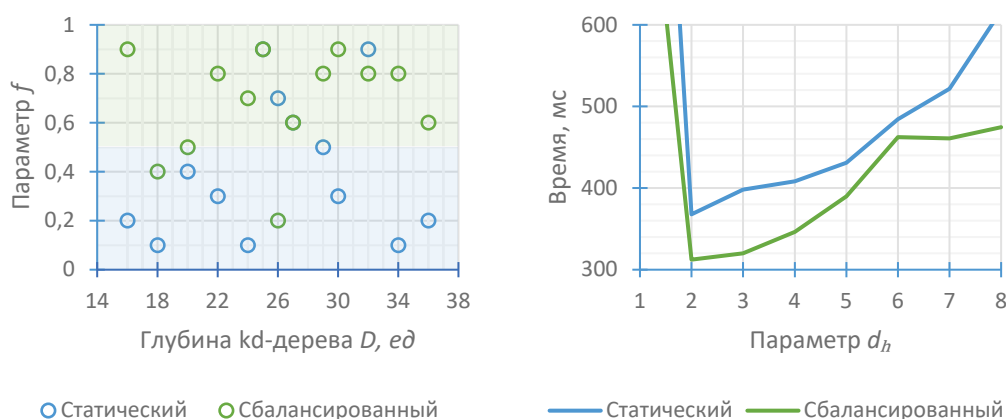 Параметр f
1
0,8
0,6
0,4
0,2
0
14 18 22 26 30 34 38
Глубина kd-дерева D, ед
Статический Сбалансированный
Время, мс
600
500
400
300
1 2 3 4 5 6 7 8
Параметр dₕ
Статический Сбалансированный